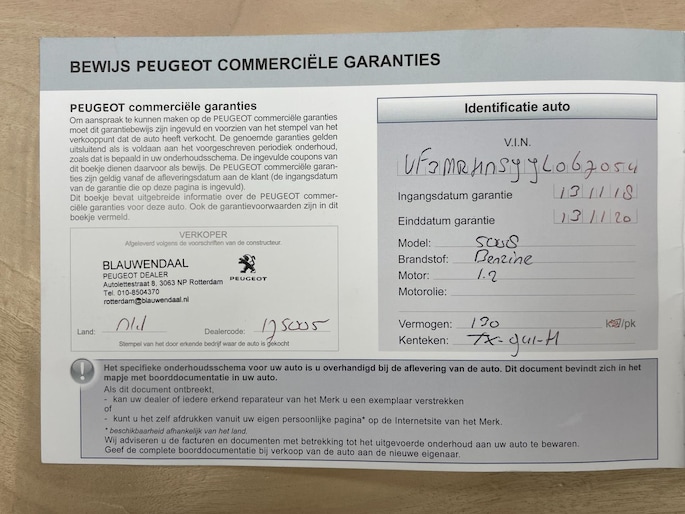 BEWIJS PEUGEOT COMMERCIËLE GARANTIES
PEUGEOT commerciële garanties
Om aanspraak te kunnen maken op de PEUGEOT commerciële garanties
moet dit garantiebewijs zijn ingevuld en voorzien van het stempel van het
verkooppunt dat de auto heeft verkocht. De genoemde garanties gelden
uitsluitend als is voldaan aan het voorgeschreven periodiek onderhoud,
zoals dat is bepaald in uw onderhoudsschema. De ingevulde coupons van
dit boekje dienen daarvoor als bewijs. De PEUGEOT commerciële garan-
ties zijn geldig vanaf de afleveringsdatum aan de klant (de ingangsdatum
van de garantie die op deze pagina is ingevuld).
Dit boekje bevat uitgebreide informatie over de PEUGEOT commer-
ciële garanties voor deze auto. Ook de garantievoorwaarden zijn in dit
boekje vermeld.
VERKOPER
Afgeleverd volgens de voorschriften van de constructeur.
BLAUWENDAAL
PEUGEOT DEALER
Autolettestraat 8, 3063 NP Rotterdam
Tel. 010-8504370
rotterdam@blauwendaal.nl
PEUGEOT
Land: Nld Dealercode: 175005
Stempel van het door erkende bedrijf waar de auto is gekocht
Identificatie auto
V.I.N.
Ingangsdatum garantie 13 11 18
Einddatum garantie 13 11 20
Model: 5008
Brandstof: Benzine
Motor: 1.2
Motorolie:
Vermogen: 130 kW/pk
Kenteken:
Het specifieke onderhoudsschema voor uw auto is u overhandigd bij de aflevering van de auto. Dit document bevindt zich in het
mapje met boorddocumentatie in uw auto.
Als dit document ontbreekt,
- kan uw dealer of iedere erkend reparateur van het Merk u een exemplaar verstrekken
of
- kunt u het zelf afdrukken vanuit uw eigen persoonlijke pagina* op de Internetsite van het Merk.
* beschikbaarheid afhankelijk van het land.
Wij adviseren u de facturen en documenten met betrekking tot het uitgevoerde onderhoud aan uw auto te bewaren.
Geef de complete boorddocumentatie bij verkoop van de auto aan de nieuwe eigenaar.